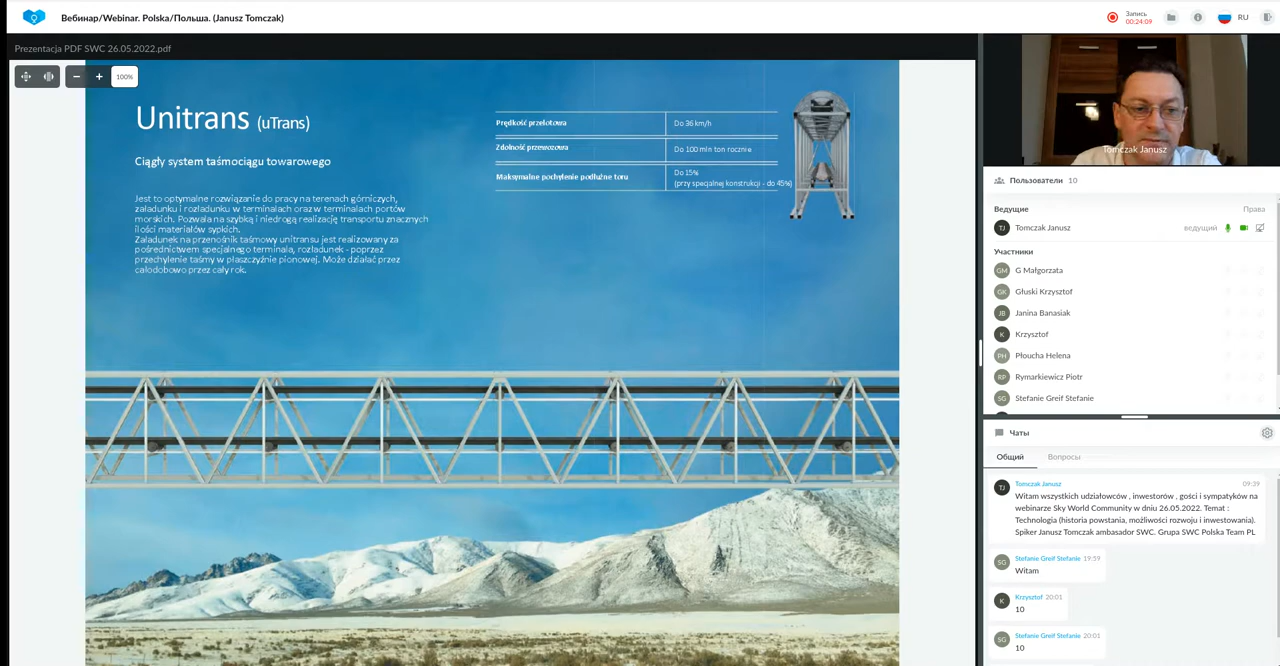 Вебинар/Webinar. Polska/Польша. (Janusz Tomczak)
Запись
00:24:09
RU
Prezentacja PDF SWC 26.05.2022.pdf
100%
Unitrans (uTrans)
Ciągły system taśmociągu towarowego
Jest to optymalne rozwiązanie do pracy na terenach górniczych,
załadunku i rozładunku w terminalach oraz w terminalach portów
morskich. Pozwala na szybką i niedrogą realizację transportu znacznych
ilości materiałów sypkich.
Załadunek na przenośnik taśmowy unitransu jest realizowany za
pośrednictwem specjalnego terminala, rozładunek - poprzez
przechylenie taśmy w płaszczyźnie pionowej. Może działać przez
całodobowo przez cały rok.
Prędkość przelotowa Do 36 km/h
Zdolność przewozowa Do 100 mln ton rocznie
Maksymalne pochylenie podłużne toru Do 15%
(przy specjalnej konstrukcji - do 45%)
Tomczak Janusz
Пользователи 10
Ведущие Права
TJ Tomczak Janusz ведущий
Участники
GM G Małgorzata
GK Głuski Krzysztof
JB Janina Banasiak
K Krzysztof
PH Płoucha Helena
RP Rymarkiewicz Piotr
SG Stefanie Greif Stefanie
Чаты
Общий Вопросы
TJ Tomczak Janusz 09:39
Witam wszystkich udziałowców , inwestorów , gości i sympatyków na
webinarze Sky World Community w dniu 26.05.2022. Temat :
Technologia (historia powstania, możliwości rozwoju i inwestowania).
Spiker Janusz Tomczak ambasador SWC. Grupa SWC Polska Team PL
SG Stefanie Greif Stefanie 19:59
Witam
K Krzysztof 20:01
10
SG Stefanie Greif Stefanie 20:01
10